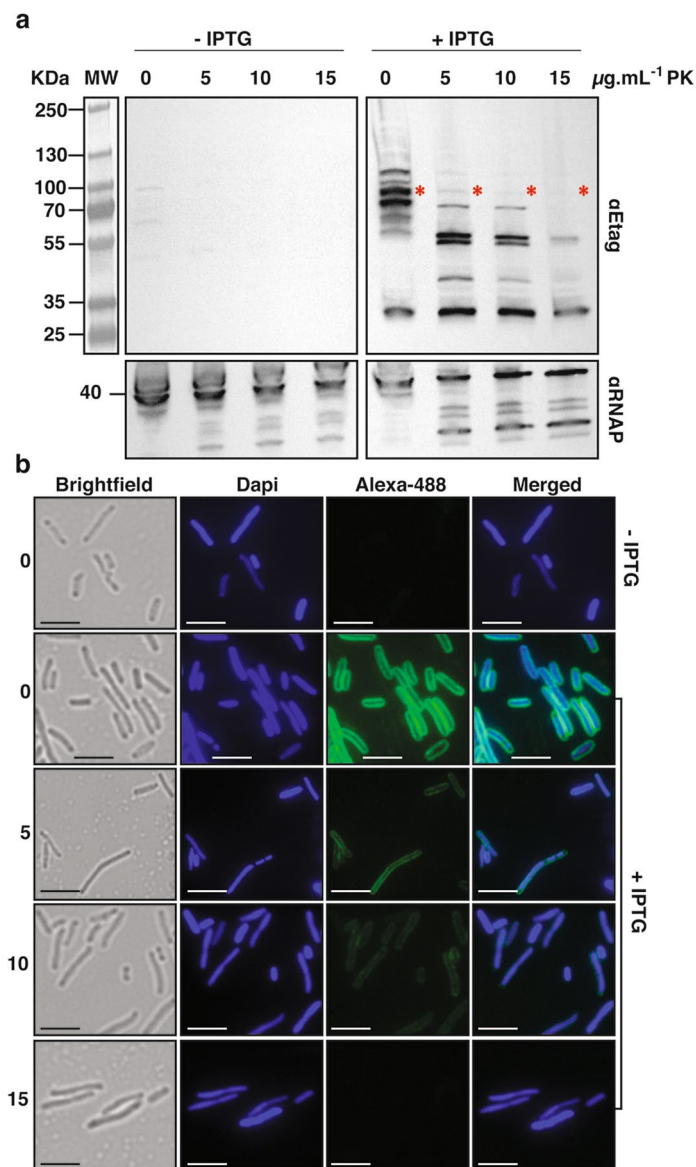 a
- IPTG + IPTG
KDa MW 0 5 10 15 0 5 10 15 µg.mL-1 PK
250
130
100
70
55
35
25
* * * *
αEtag
40
αRNAP
b
Brightfield Dapi Alexa-488 Merged
0
- IPTG
0
5
10
15
+ IPTG